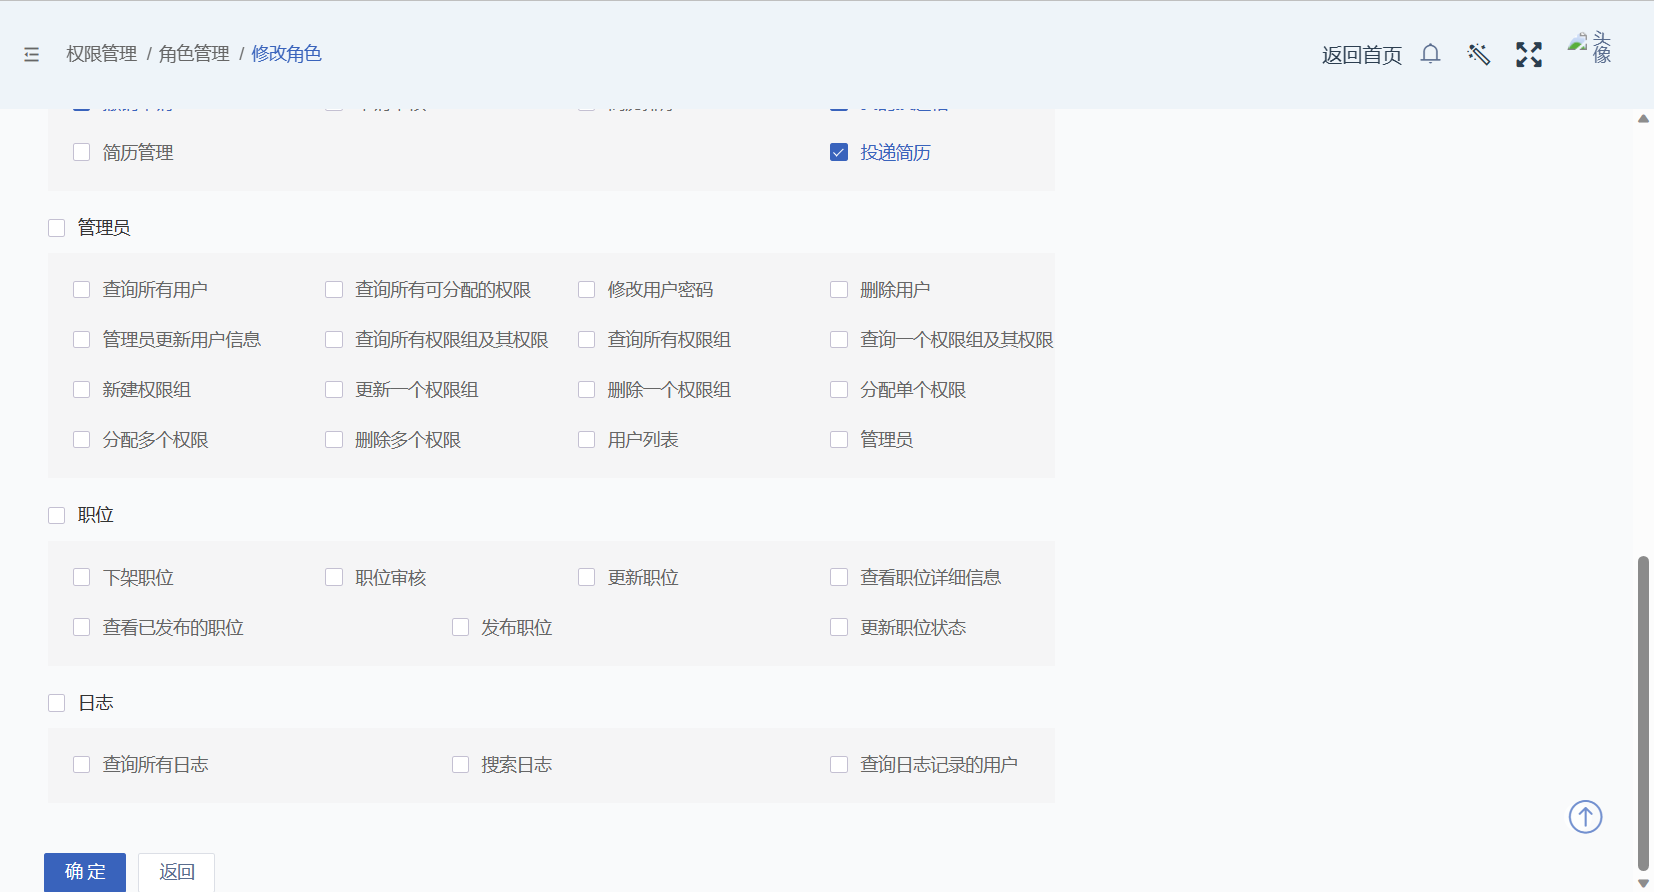 权限管理 / 角色管理 / 修改角色
返回首页
头像
简历管理 投递简历
管理员
查询所有用户 查询所有可分配的权限 修改用户密码 删除用户
管理员更新用户信息 查询所有权限组及其权限 查询所有权限组 查询一个权限组及其权限
新建权限组 更新一个权限组 删除一个权限组 分配单个权限
分配多个权限 删除多个权限 用户列表 管理员
职位
下架职位 职位审核 更新职位 查看职位详细信息
查看已发布的职位 发布职位 更新职位状态
日志
查询所有日志 搜索日志 查询日志记录的用户
确定 返回